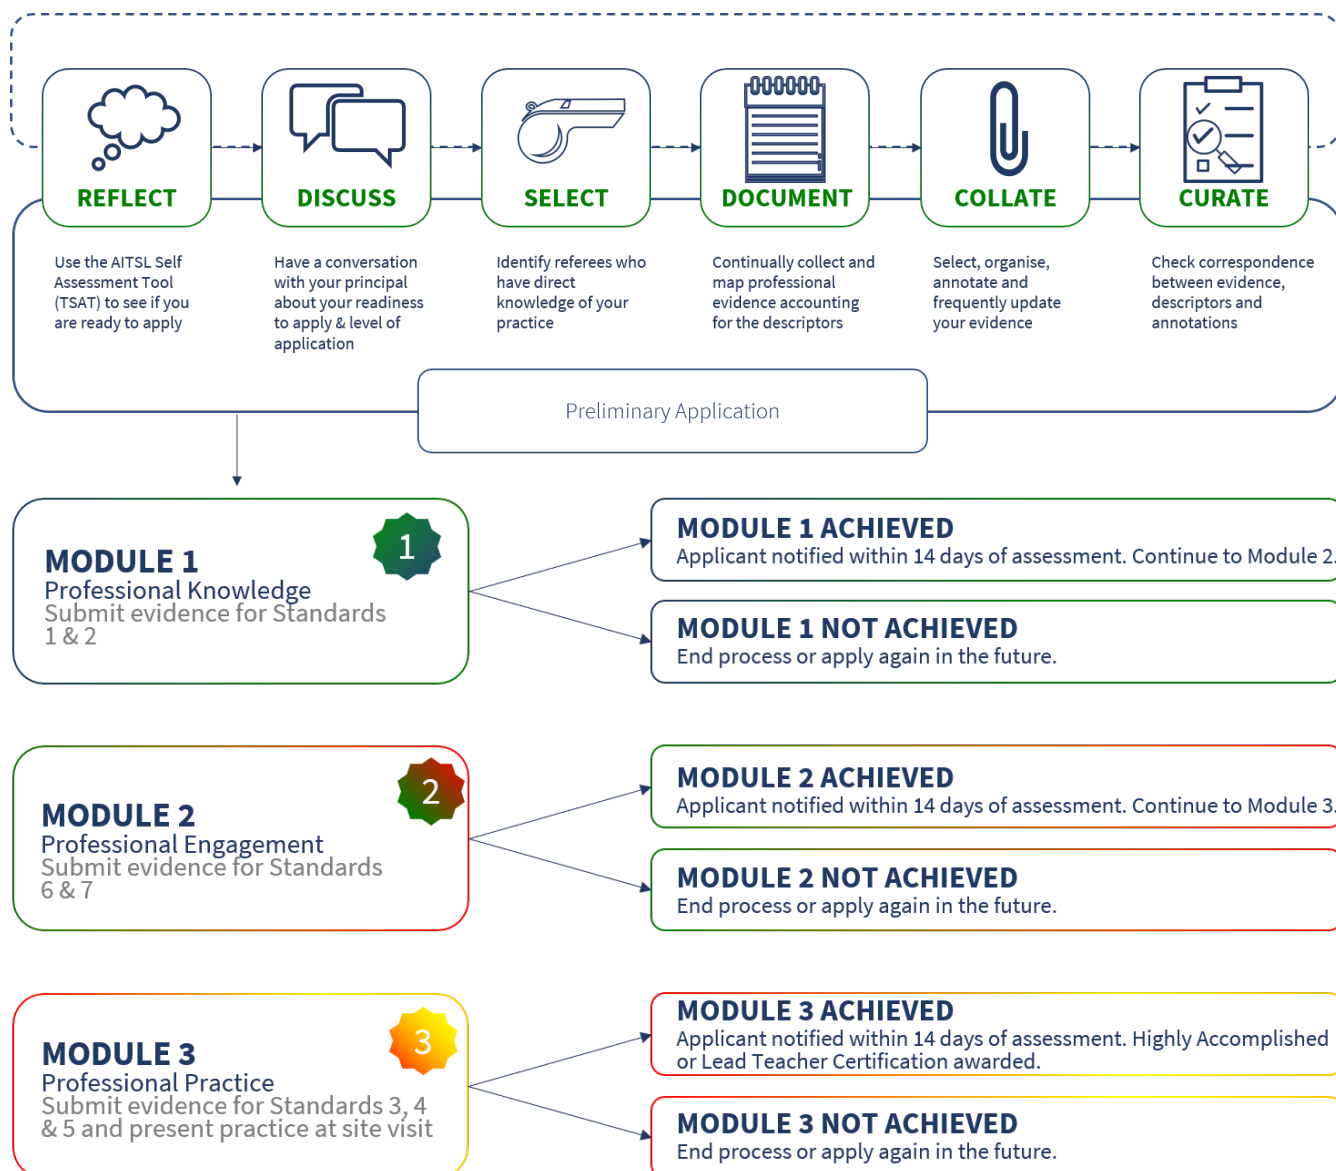 REFLECT
DISCUSS
SELECT
DOCUMENT
COLLATE
CURATE
Use the AITSL Self
Assessment Tool
(TSAT) to see if you
are ready to apply
Have a conversation
with your principal
about your readiness
to apply & level of
application
Identify referees who
have direct
knowledge of your
practice
Continually collect and
map professional
evidence accounting
for the descriptors
Select, organise,
annotate and
frequently update
your evidence
Check correspondence
between evidence,
descriptors and
annotations
Preliminary Application
MODULE 1
Professional Knowledge
Submit evidence for Standards
1 & 2
1
MODULE 1 ACHIEVED
Applicant notified within 14 days of assessment. Continue to Module 2.
MODULE 1 NOT ACHIEVED
End process or apply again in the future.
MODULE 2
Professional Engagement
Submit evidence for Standards
6 & 7
2
MODULE 2 ACHIEVED
Applicant notified within 14 days of assessment. Continue to Module 3.
MODULE 2 NOT ACHIEVED
End process or apply again in the future.
MODULE 3
Professional Practice
Submit evidence for Standards 3, 4
& 5 and present practice at site visit
3
MODULE 3 ACHIEVED
Applicant notified within 14 days of assessment. Highly Accomplished
or Lead Teacher Certification awarded.
MODULE 3 NOT ACHIEVED
End process or apply again in the future.